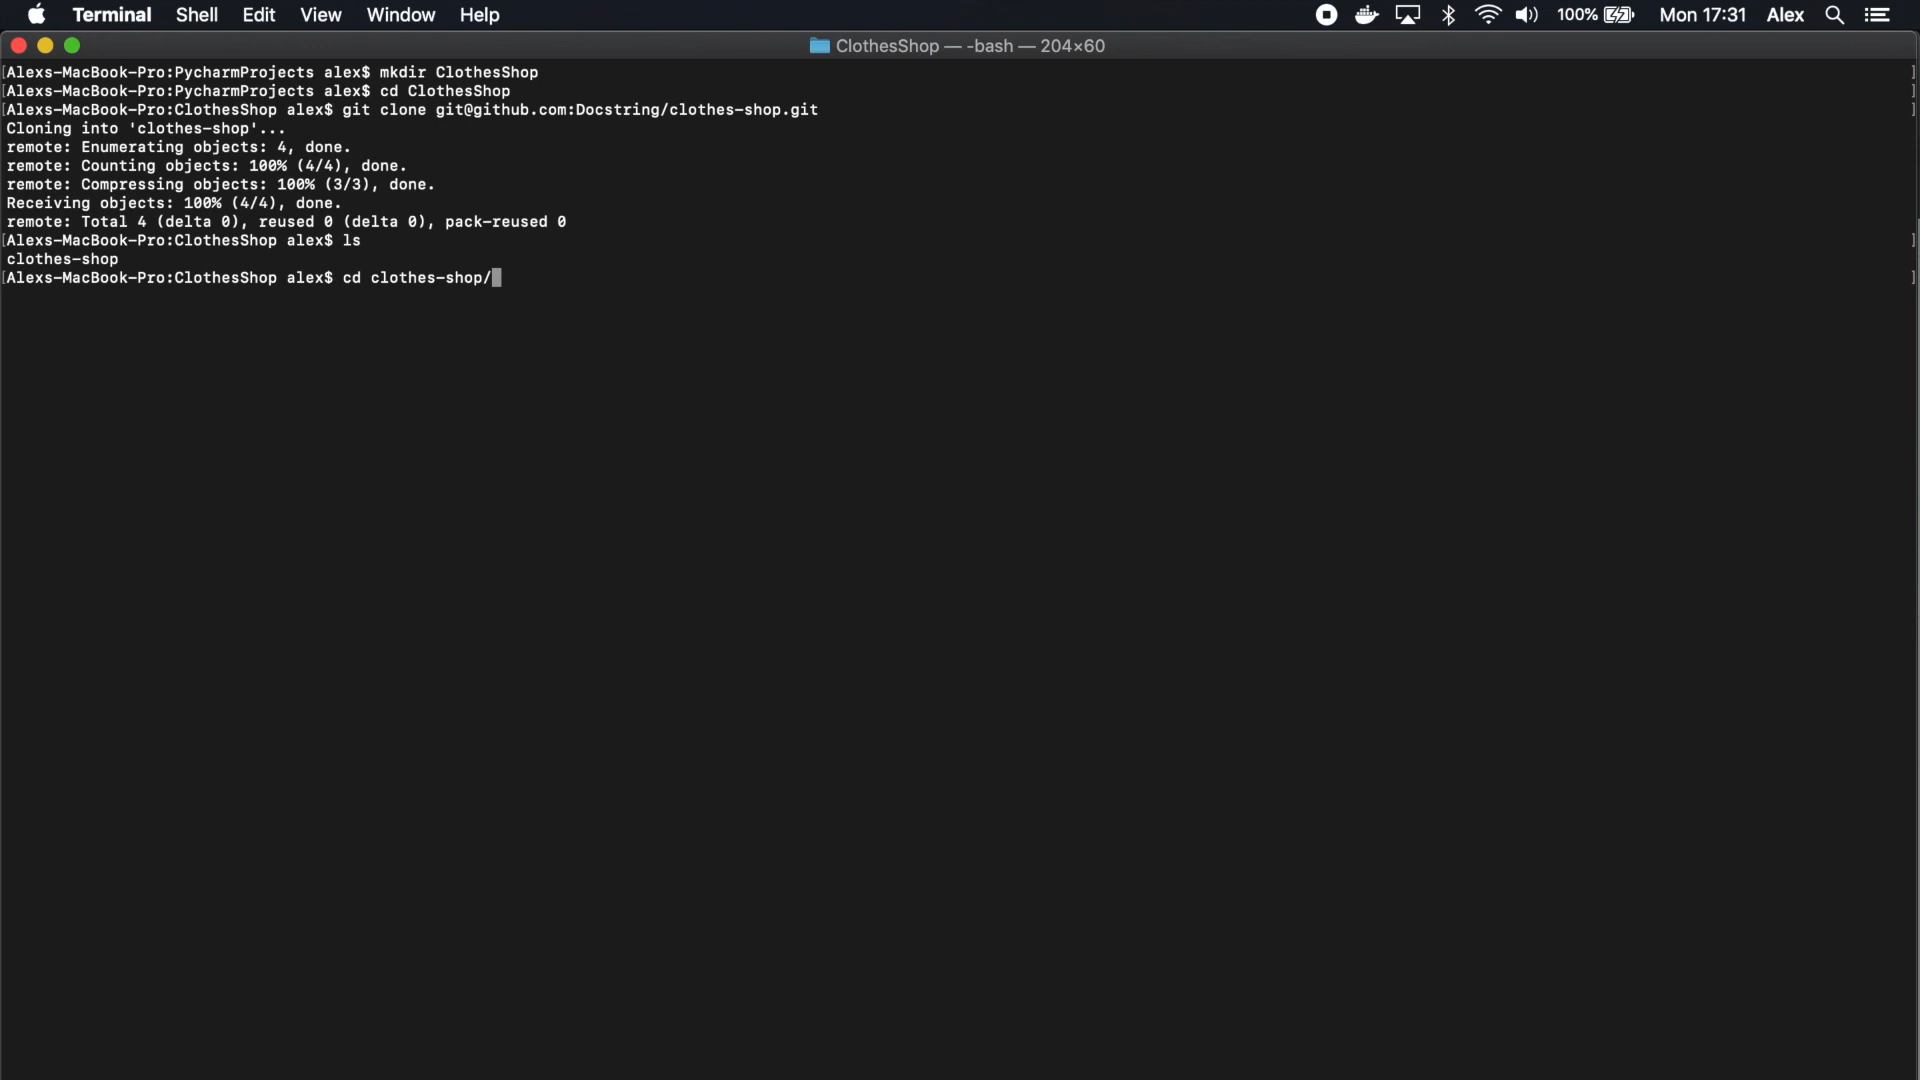 Terminal Shell Edit View Window Help 100% Mon 17:31 Alex
ClothesShop — -bash — 204×60
[Alexs-MacBook-Pro:PycharmProjects alex$ mkdir ClothesShop ]
[Alexs-MacBook-Pro:PycharmProjects alex$ cd ClothesShop ]
[Alexs-MacBook-Pro:ClothesShop alex$ git clone git@github.com:Docstring/clothes-shop.git ]
Cloning into 'clothes-shop'...
remote: Enumerating objects: 4, done.
remote: Counting objects: 100% (4/4), done.
remote: Compressing objects: 100% (3/3), done.
Receiving objects: 100% (4/4), done.
remote: Total 4 (delta 0), reused 0 (delta 0), pack-reused 0
[Alexs-MacBook-Pro:ClothesShop alex$ ls ]
clothes-shop
[Alexs-MacBook-Pro:ClothesShop alex$ cd clothes-shop/ ]